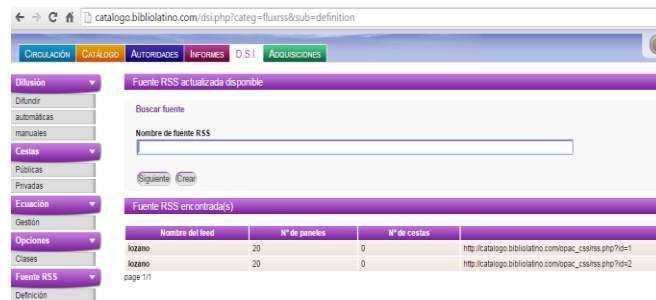 catalogo.bibliolatino.com/dsi.php?categ=fluxrss&sub=definition
CIRCULACIÓN CATÁLOGO AUTORIDADES INFORMES D.S.I. ADQUISICIONES
Difusión
Difundir
automáticas
manuales
Cestas
Públicas
Privadas
Ecuación
Gestión
Opciones
Clases
Fuente RSS
Definición
Fuente RSS actualizada disponible
Buscar fuente
Nombre de fuente RSS
Siguiente Crear
Fuente RSS encontrada(s)
Nombre del feed Nº de paneles Nº de cestas
lozano 20 0 http://catalogo.bibliolatino.com/opac_css/rss.php?id=1
lozano 20 0 http://catalogo.bibliolatino.com/opac_css/rss.php?id=2
page 1/1